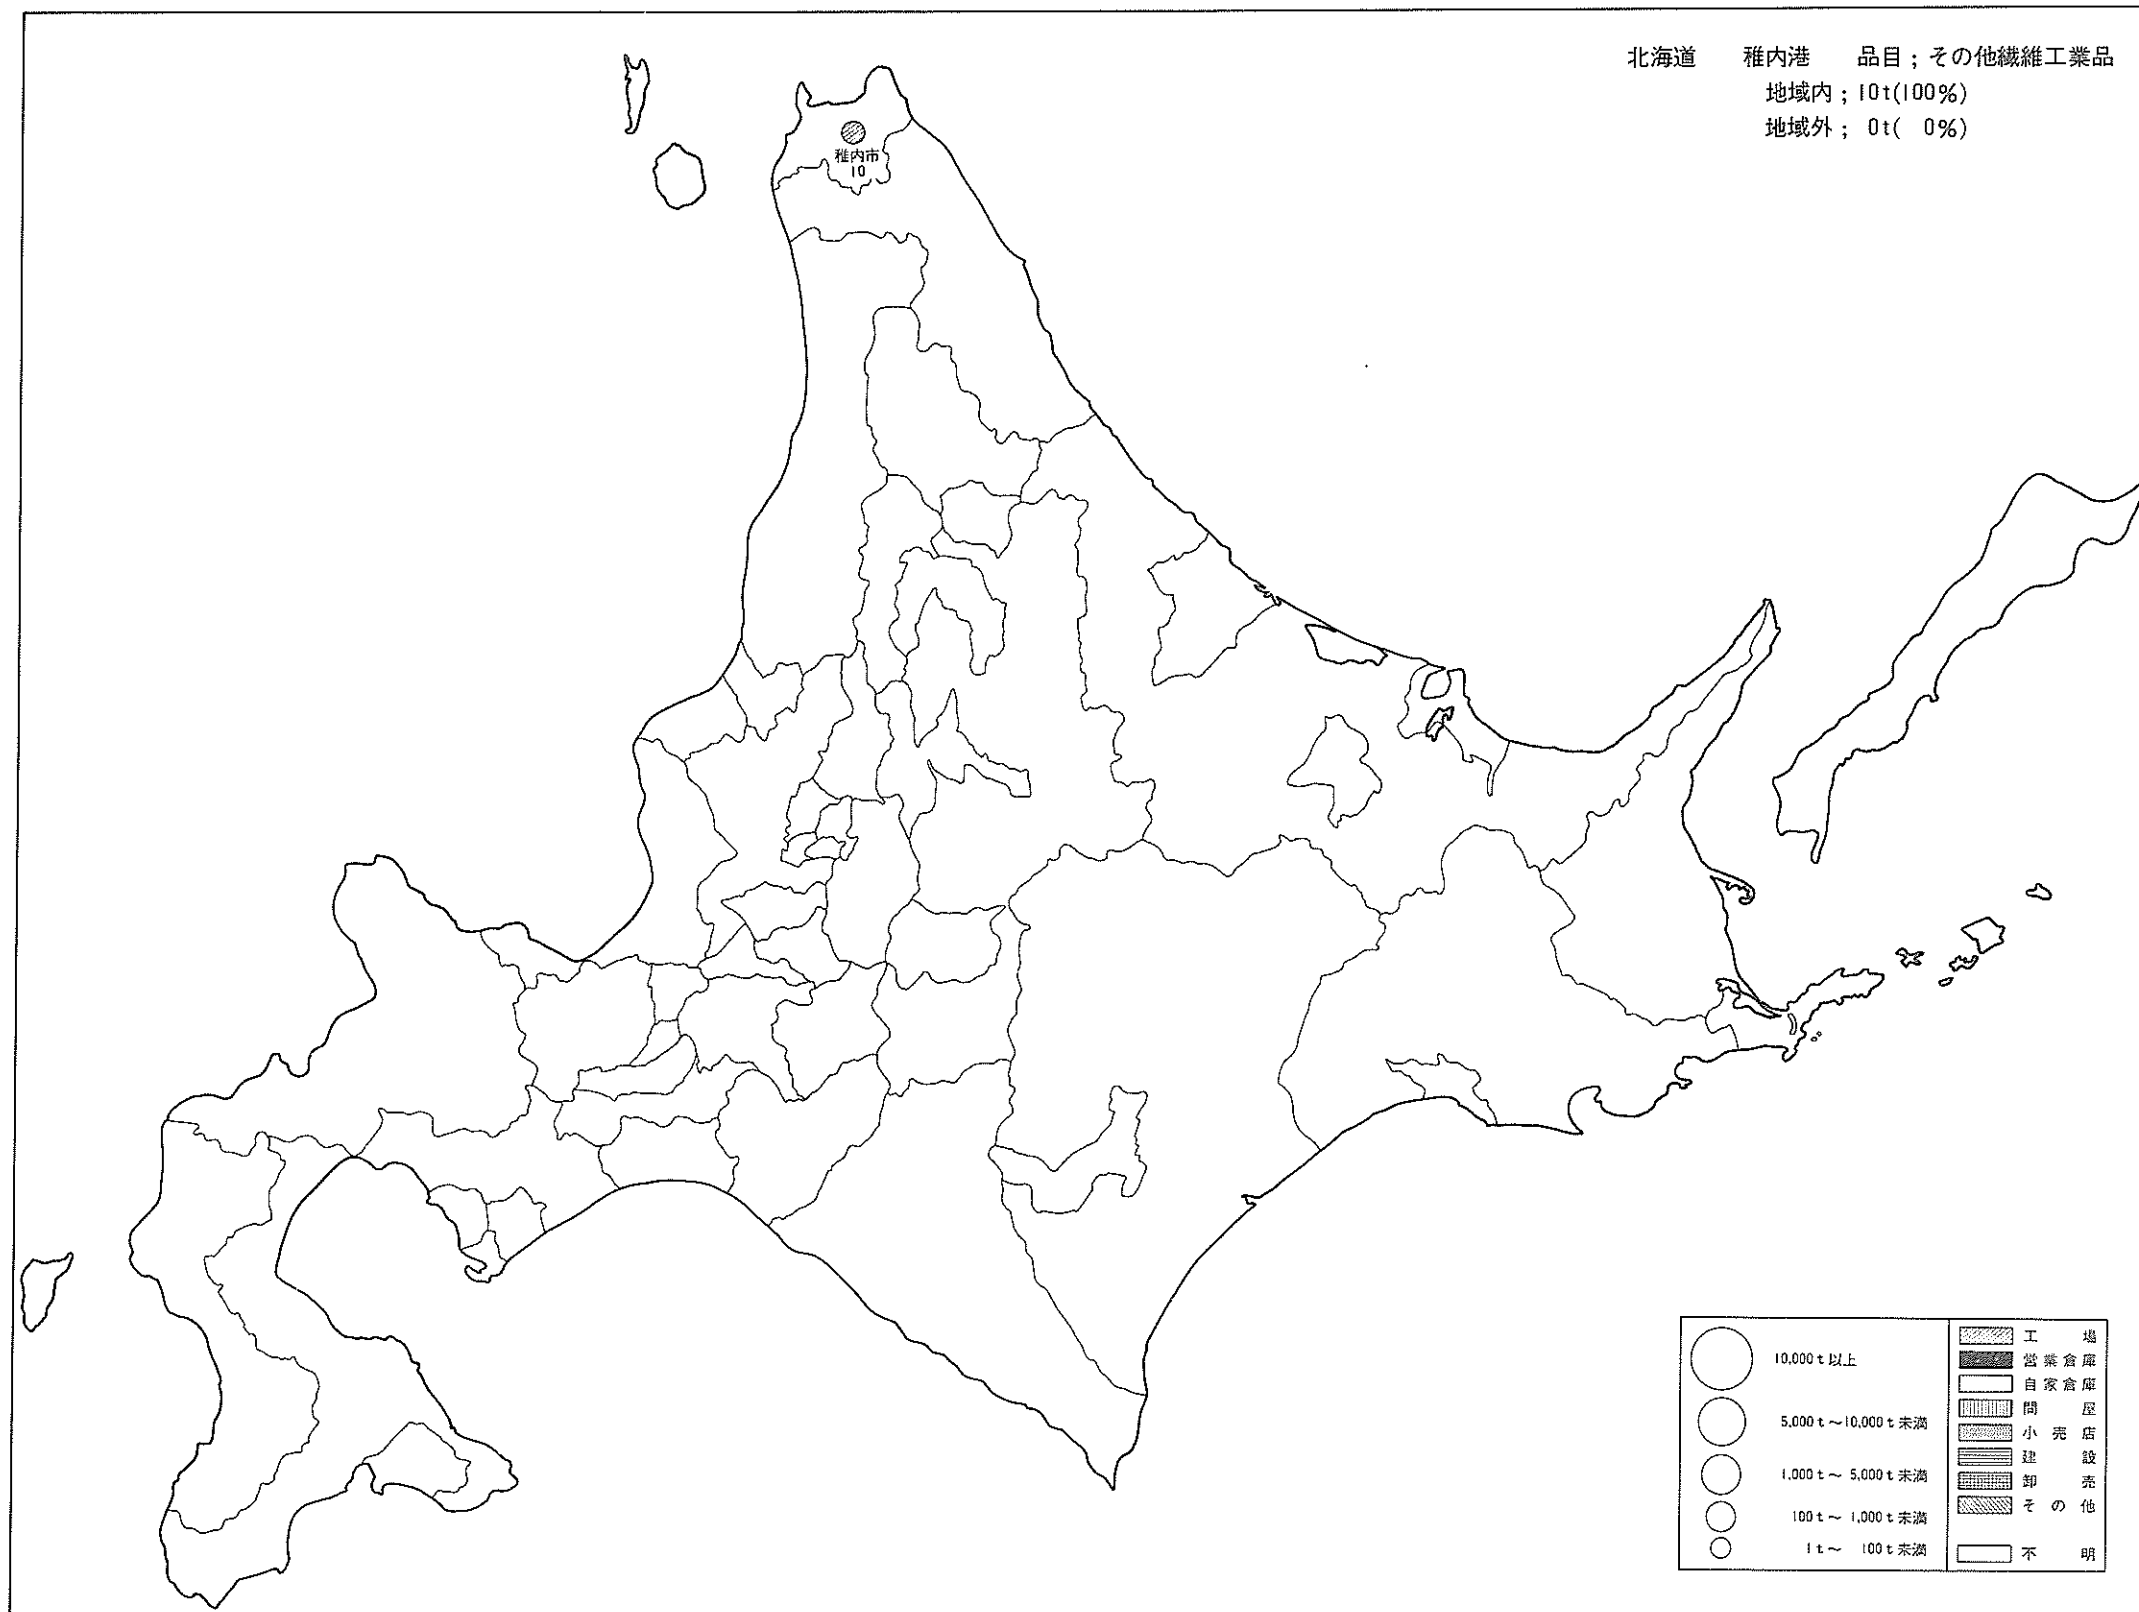 北海道　稚内港　品目；その他繊維工業品
地域内；10t(100%)
地域外； 0t( 0%)
稚内市
10
10,000t以上
5,000t～10,000t未満
1,000t～ 5,000t未満
100t～ 1,000t未満
1t～ 100t未満
工場
営業倉庫
自家倉庫
問屋
小売店
建設
卸売
その他
不明